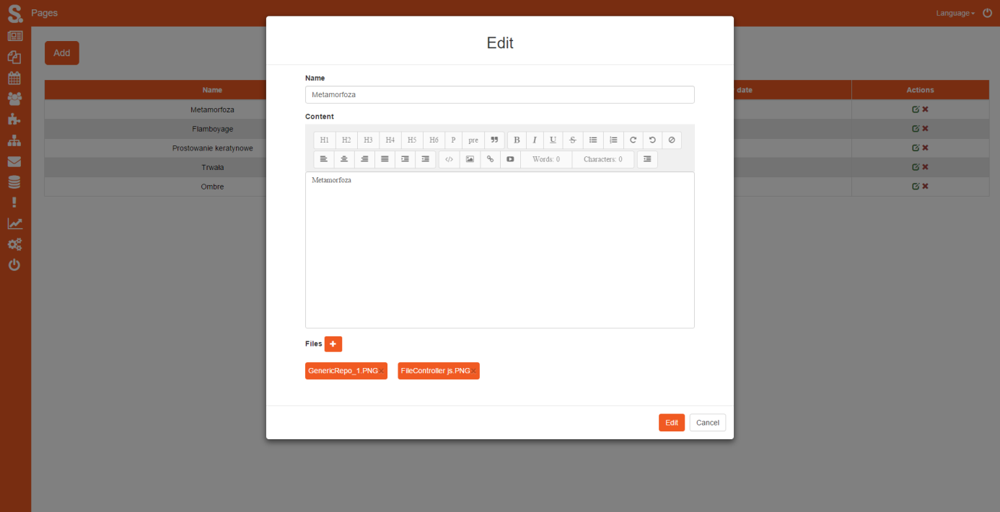 S. Pages
Language
Add
Name
date
Actions
Metamorfoza
Flamboyage
Prostowanie keratynowe
Trwała
Ombre
Edit
Name
Metamorfoza
Content
H1 H2 H3 H4 H5 H6 P pre B I U S
Words: 0 Characters: 0
Metamorfoza
Files
GenericRepo_1.PNG
FileController js.PNG
Edit Cancel